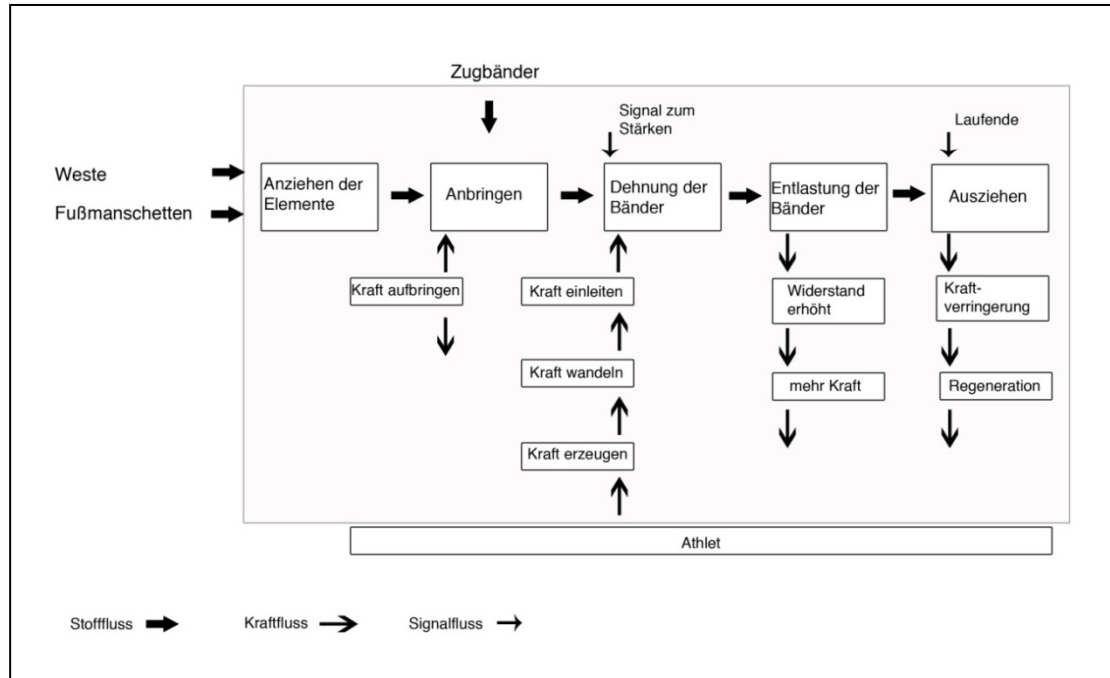 Zugbänder
Signal zum
Stärken
Laufende
Weste
Fußmanschetten
Anziehen der
Elemente
Anbringen
Dehnung der
Bänder
Entlastung der
Bänder
Ausziehen
Kraft aufbringen
Kraft einleiten
Widerstand
erhöht
Kraft-
verringerung
Kraft wandeln
mehr Kraft
Regeneration
Kraft erzeugen
Athlet
Stofffluss
Kraftfluss
Signalfluss